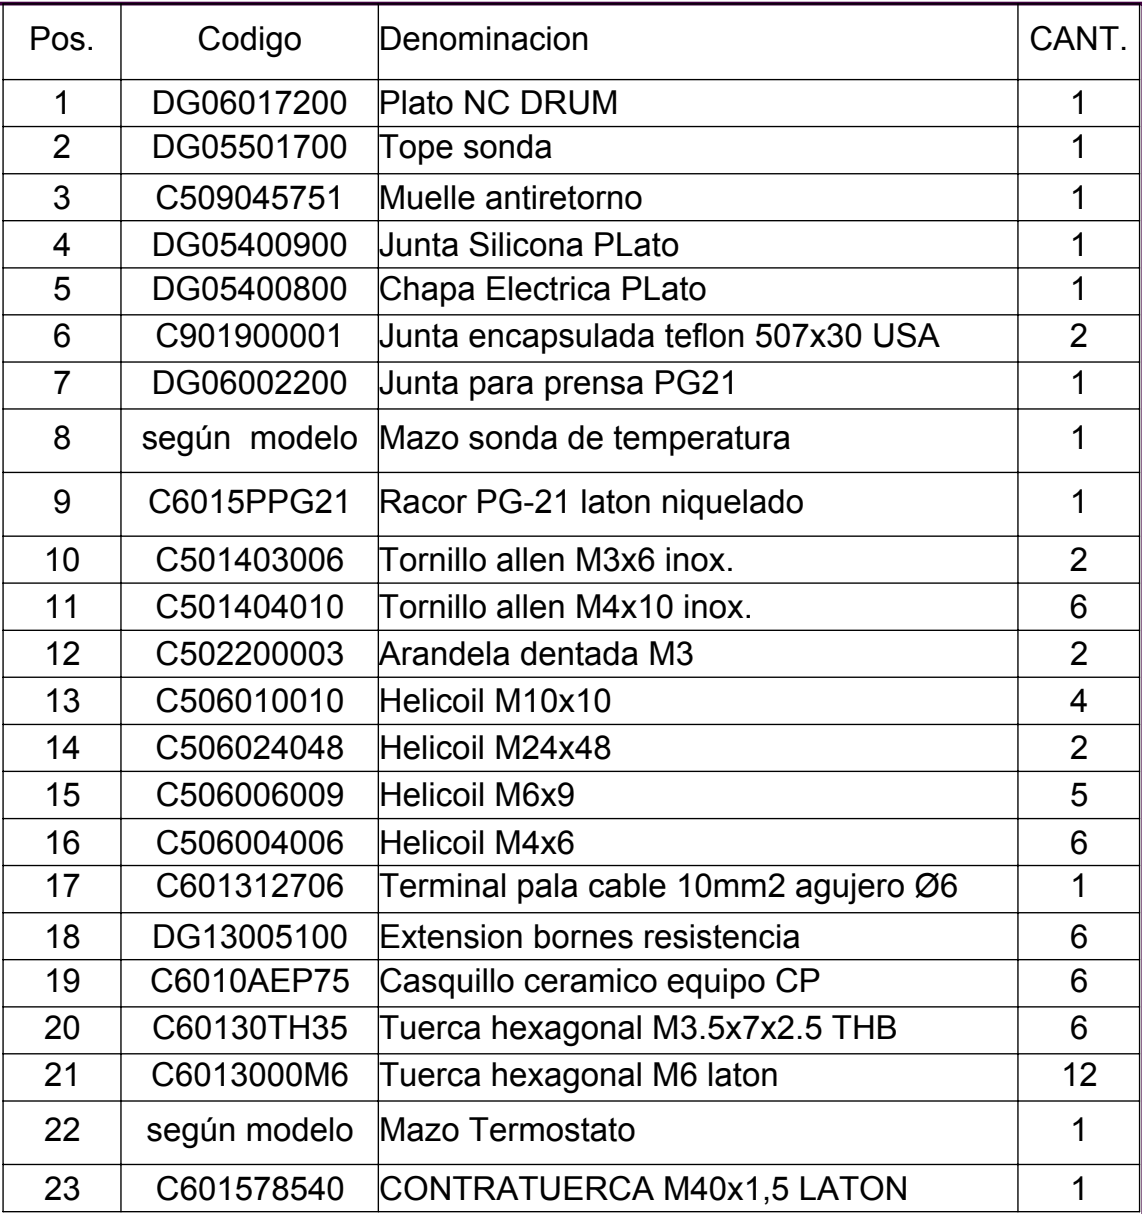 Pos. Codigo Denominacion CANT.
1 DG06017200 Plato NC DRUM 1
2 DG05501700 Tope sonda 1
3 C509045751 Muelle antiretorno 1
4 DG05400900 Junta Silicona PLato 1
5 DG05400800 Chapa Electrica PLato 1
6 C901900001 Junta encapsulada teflon 507x30 USA 2
7 DG06002200 Junta para prensa PG21 1
8 según modelo Mazo sonda de temperatura 1
9 C6015PPG21 Racor PG-21 laton niquelado 1
10 C501403006 Tornillo allen M3x6 inox. 2
11 C501404010 Tornillo allen M4x10 inox. 6
12 C502200003 Arandela dentada M3 2
13 C506010010 Helicoil M10x10 4
14 C506024048 Helicoil M24x48 2
15 C506006009 Helicoil M6x9 5
16 C506004006 Helicoil M4x6 6
17 C601312706 Terminal pala cable 10mm2 agujero Ø6 1
18 DG13005100 Extension bornes resistencia 6
19 C6010AEP75 Casquillo ceramico equipo CP 6
20 C60130TH35 Tuerca hexagonal M3.5x7x2.5 THB 6
21 C6013000M6 Tuerca hexagonal M6 laton 12
22 según modelo Mazo Termostato 1
23 C601578540 CONTRATUERCA M40x1,5 LATON 1